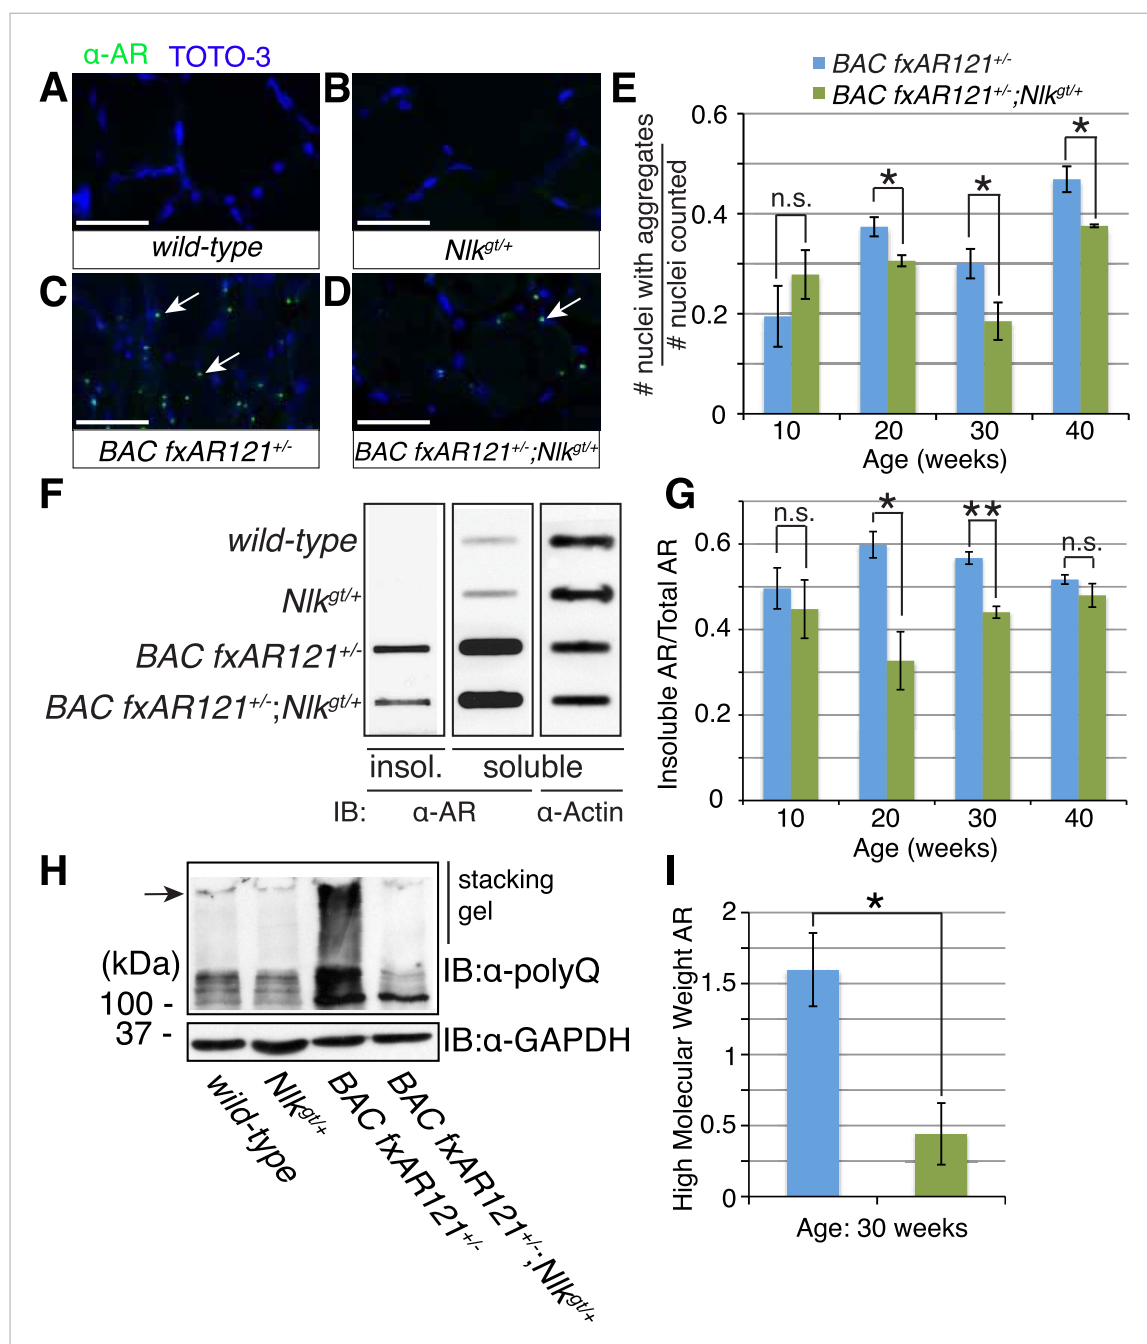 α-AR TOTO-3
A
wild-type
B
Nlkgt/+
C
BAC fxAR121+/-
D
BAC fxAR121+/-;Nlkgt/+
E
BAC fxAR121+/-
BAC fxAR121+/-;Nlkgt/+
# nuclei with aggregates
# nuclei counted
0.6
0.4
0.2
0
n.s.
*
*
*
10 20 30 40
Age (weeks)
F
wild-type
Nlkgt/+
BAC fxAR121+/-
BAC fxAR121+/-;Nlkgt/+
insol. soluble
IB: α-AR α-Actin
G
Insoluble AR/Total AR
0.6
0.4
0.2
0
n.s.
*
**
n.s.
10 20 30 40
Age (weeks)
H
stacking
gel
(kDa)
IB:α-polyQ
100 -
37 -
IB:α-GAPDH
wild-type
Nlkgt/+
BAC fxAR121+/-
BAC fxAR121+/-;Nlkgt/+
I
High Molecular Weight AR
2
1.5
1
0.5
0
*
Age: 30 weeks